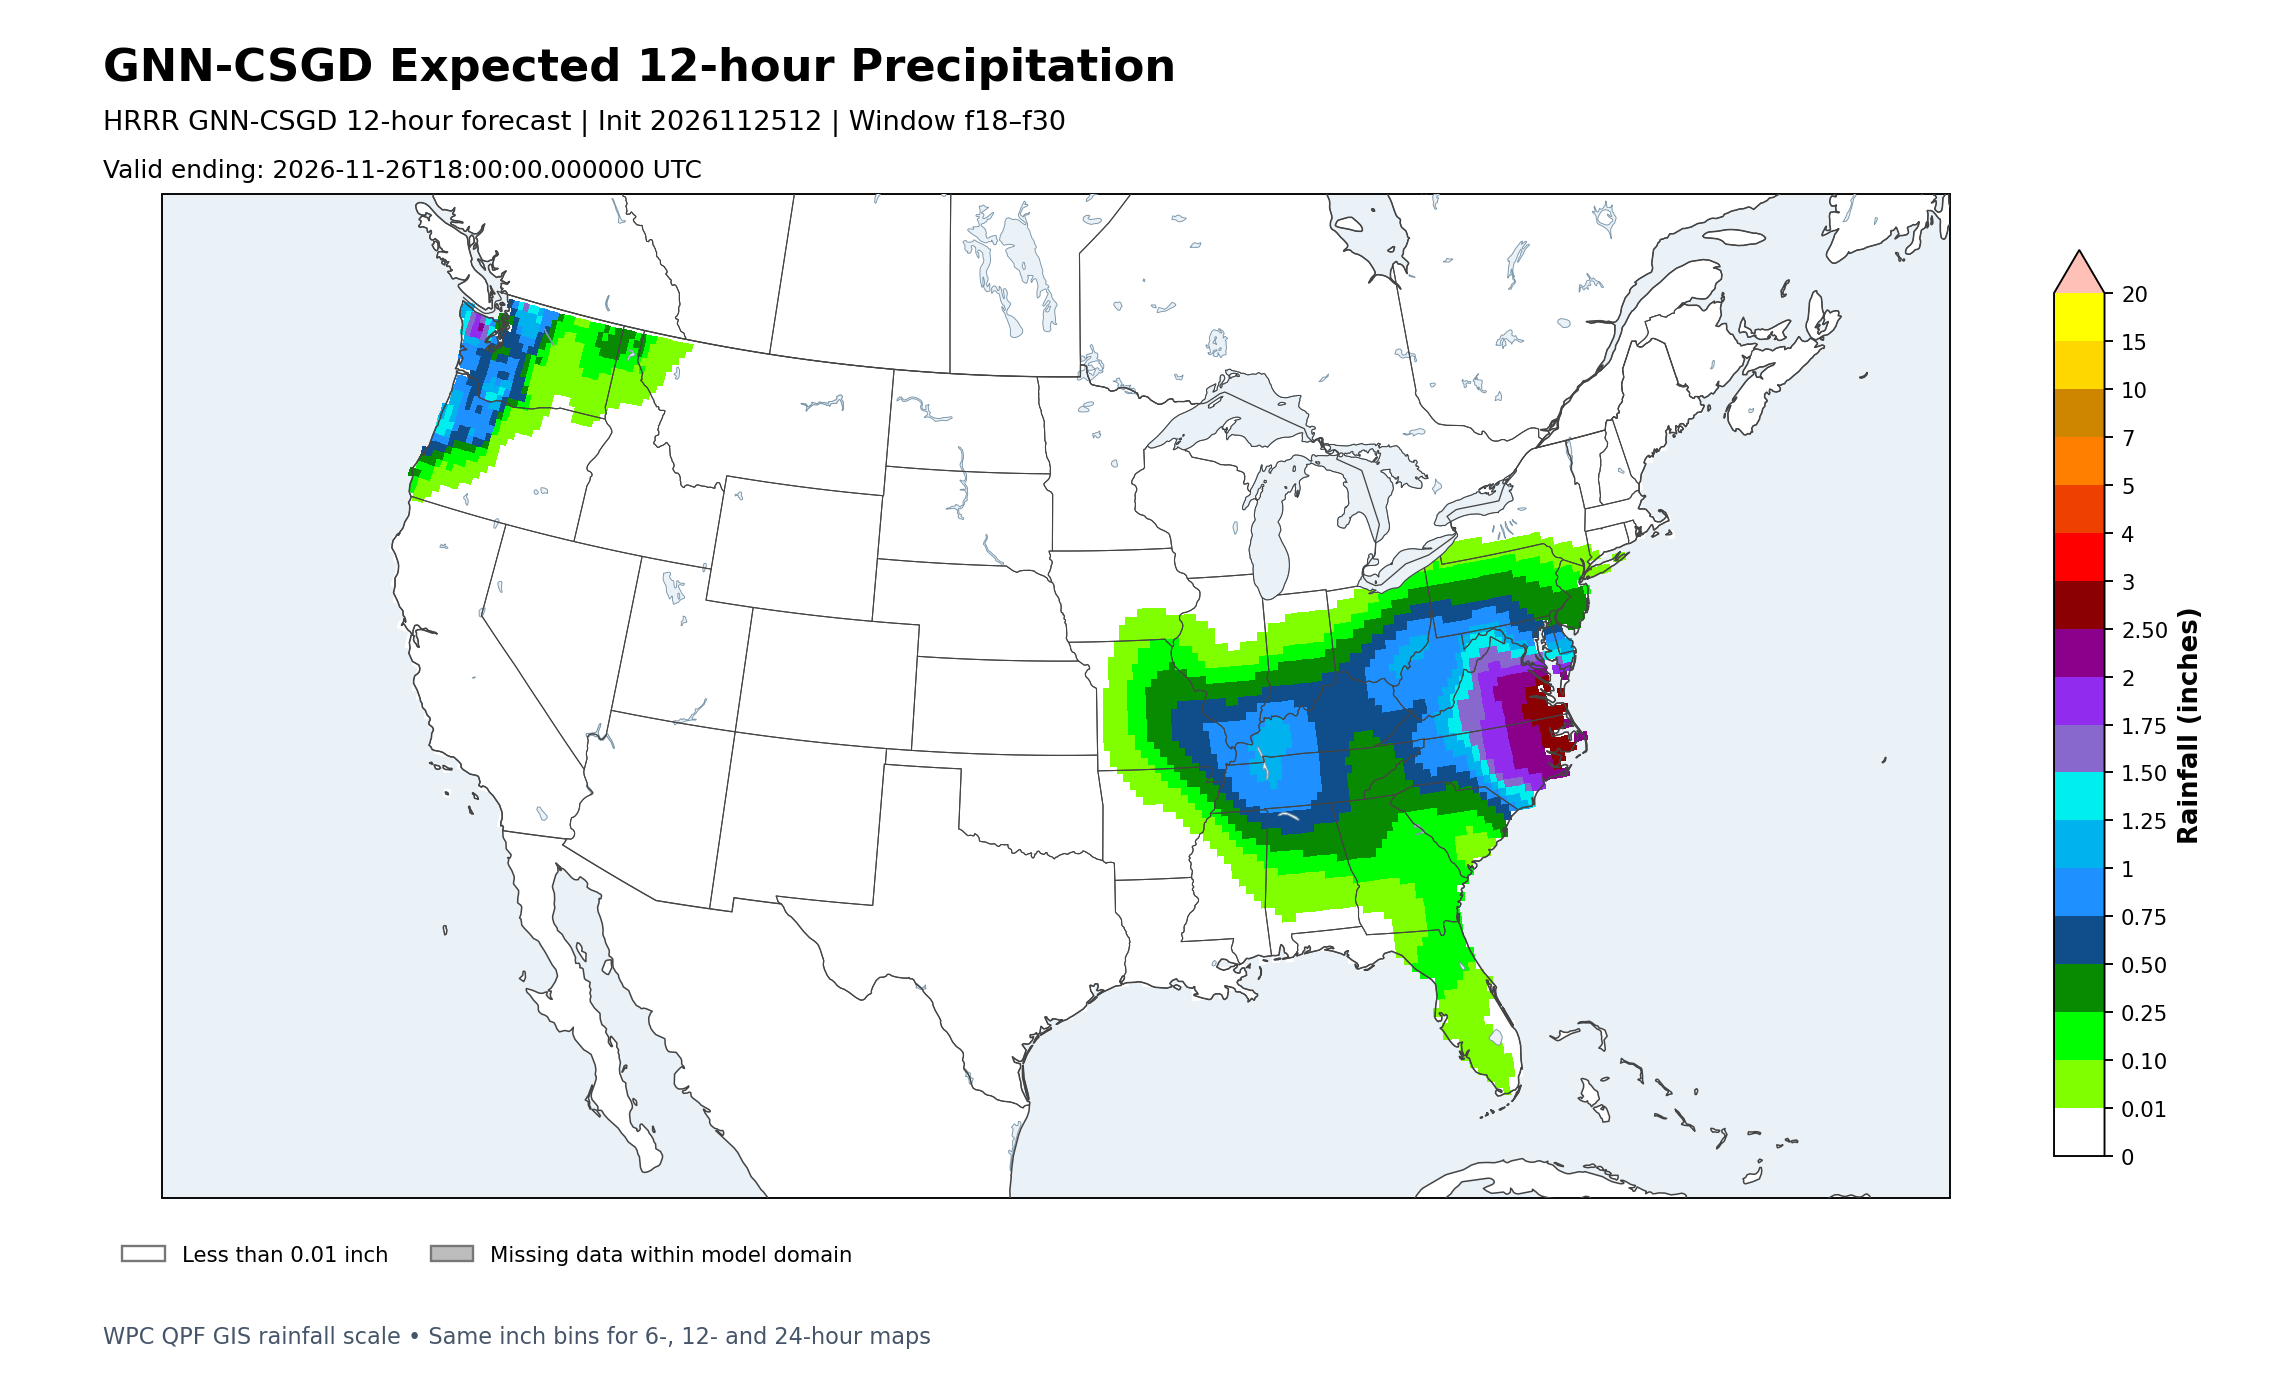 GNN-CSGD Expected 12-hour Precipitation
HRRR GNN-CSGD 12-hour forecast | Init 2026112512 | Window f18–f30
Valid ending: 2026-11-26T18:00:00.000000 UTC
20
15
10
7
5
4
3
2.50
2
1.75
1.50
1.25
1
0.75
0.50
0.25
0.10
0.01
0
Rainfall (inches)
Less than 0.01 inch
Missing data within model domain
WPC QPF GIS rainfall scale • Same inch bins for 6-, 12- and 24-hour maps